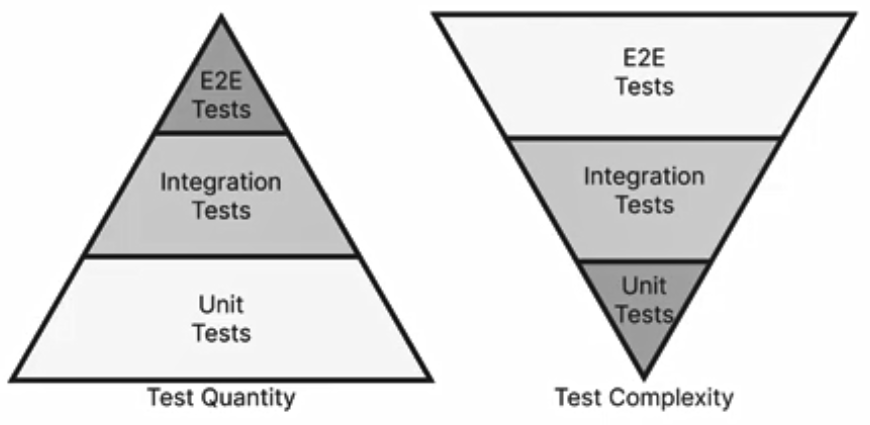 E2E
Tests
Integration
Tests
Unit
Tests
Test Quantity
E2E
Tests
Integration
Tests
Unit
Tests
Test Complexity